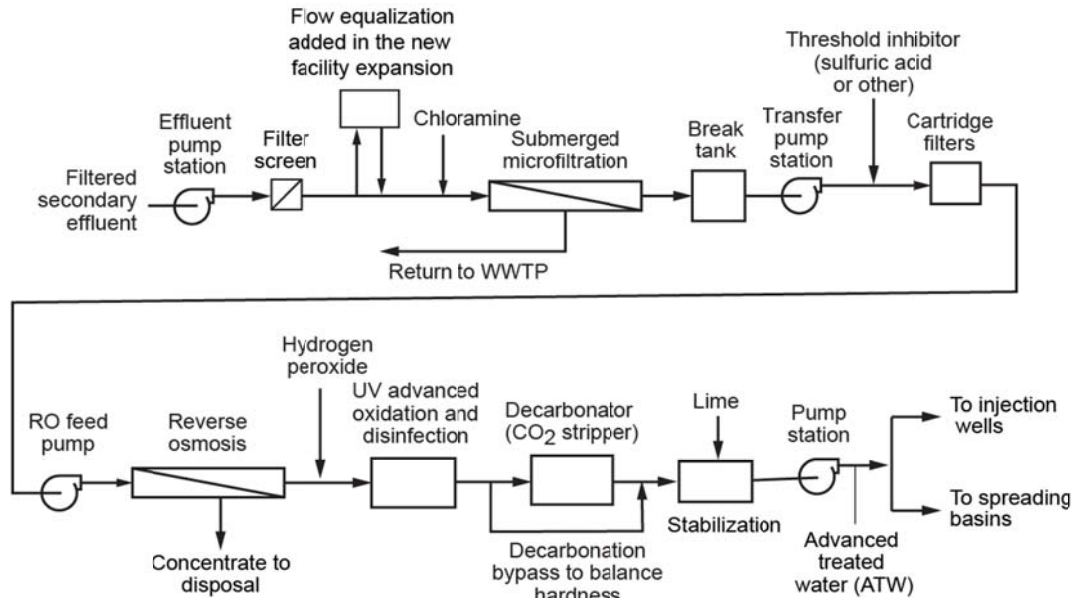 Flow equalization
added in the new
facility expansion
Threshold inhibitor
(sulfuric acid
or other)
Effluent
pump
station
Filter
screen
Chloramine
Submerged
microfiltration
Break
tank
Transfer
pump
station
Cartridge
filters
Filtered
secondary
effluent
Return to WWTP
Hydrogen
peroxide
RO feed
pump
Reverse
osmosis
UV advanced
oxidation and
disinfection
Decarbonator
(CO2 stripper)
Lime
Pump
station
To injection
wells
To spreading
basins
Stabilization
Concentrate to
disposal
Decarbonation
bypass to balance
hardness
Advanced
treated
water (ATW)